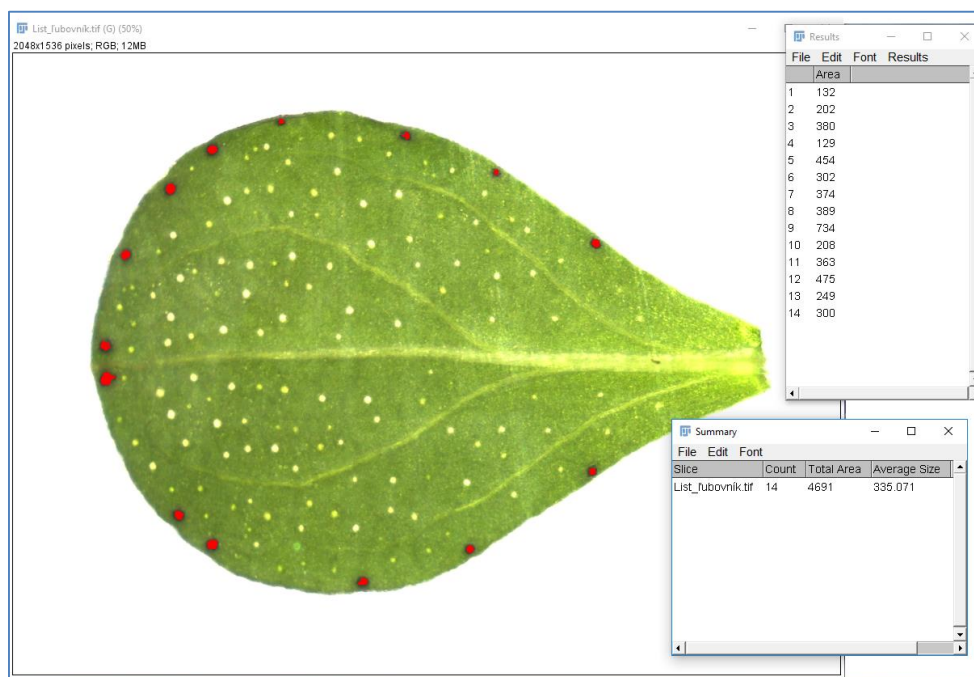 List_ľubovník.tif (G) (50%)
2048x1536 pixels; RGB; 12MB
Results
File Edit Font Results
Area
1 132
2 202
3 380
4 129
5 454
6 302
7 374
8 389
9 734
10 208
11 363
12 475
13 249
14 300
Summary
File Edit Font
Slice Count Total Area Average Size
List_ľubovník.tif 14 4691 335.071